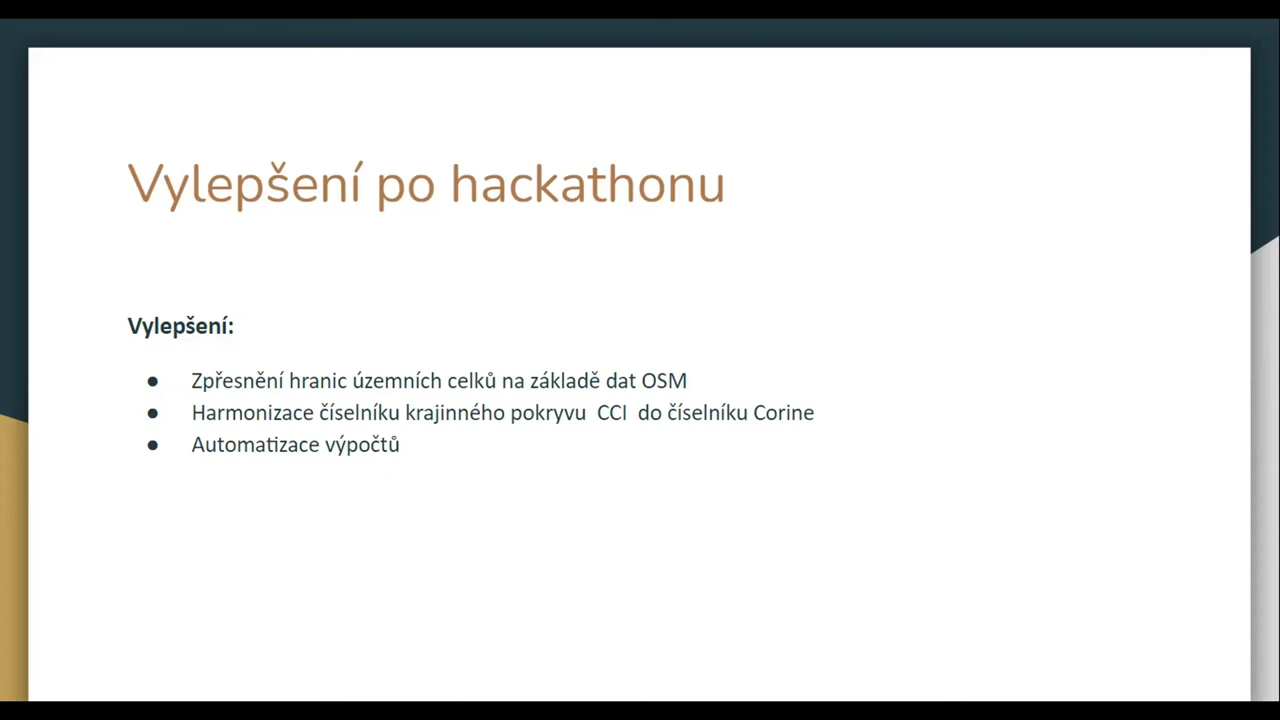 Vylepšení po hackathonu
Vylepšení:
● Zpřesnění hranic územních celků na základě dat OSM
● Harmonizace číselníku krajinného pokryvu  CCI  do číselníku Corine
● Automatizace výpočtů